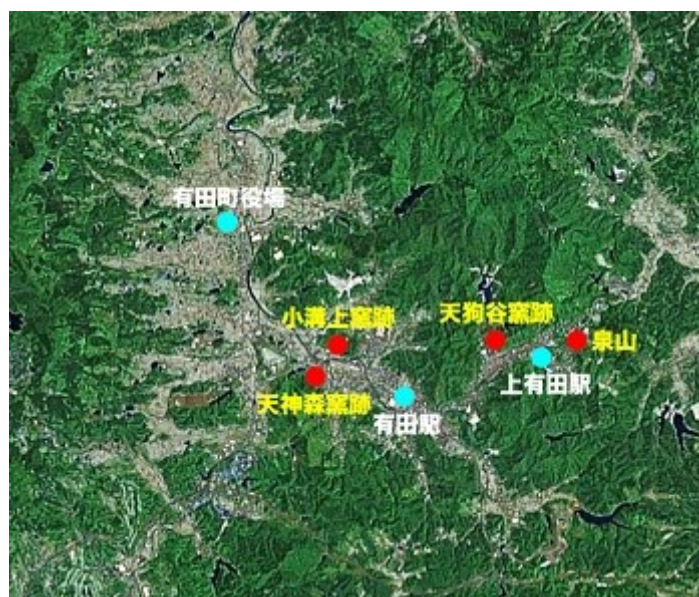 有田町役場
小溝上窯跡
天狗谷窯跡
泉山
上有田駅
天神森窯跡
有田駅